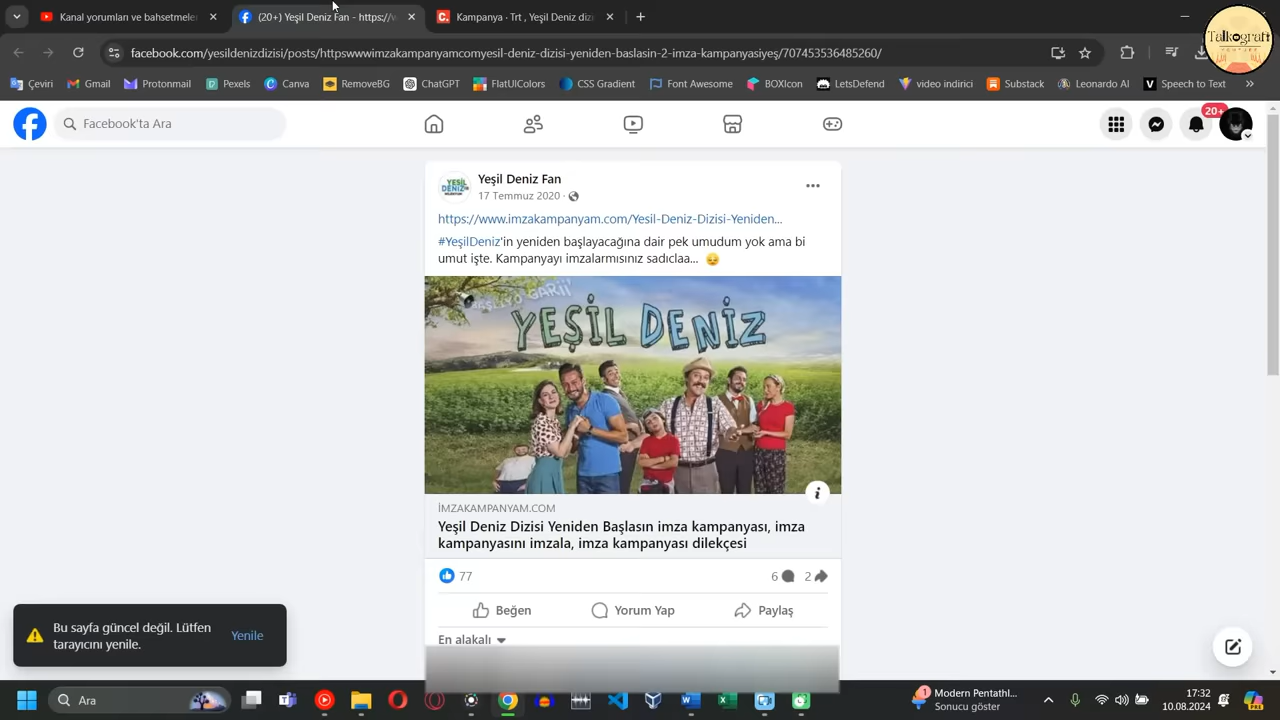 Kanal yorumları ve bahsetmele
(20+) Yeşil Deniz Fan - https://w
Kampanya · Trt , Yeşil Deniz dizi
facebook.com/yesildenizdizisi/posts/httpswwwimzakampanyamcomyesil-deniz-dizisi-yeniden-baslasin-2-imza-kampanyasiyes/707453536485260/
Çeviri
Gmail
Protonmail
Pexels
Canva
RemoveBG
ChatGPT
FlatUIColors
CSS Gradient
Font Awesome
BOXIcon
LetsDefend
video indirici
Substack
Leonardo AI
Speech to Text
Talkografi
Facebook'ta Ara
20+
Yeşil Deniz Fan
17 Temmuz 2020 ·
https://www.imzakampanyam.com/Yesil-Deniz-Dizisi-Yeniden...
#YeşilDeniz'in yeniden başlayacağına dair pek umudum yok ama bi
umut işte. Kampanyayı imzalarmısınız sadıclaa...
BAŞLAYO GARİİ
YEŞİL DENİZ
İMZAKAMPANYAM.COM
Yeşil Deniz Dizisi Yeniden Başlasın imza kampanyası, imza
kampanyasını imzala, imza kampanyası dilekçesi
77
6
2
Beğen
Yorum Yap
Paylaş
En alakalı
Bu sayfa güncel değil. Lütfen
tarayıcını yenile.
Yenile
Ara
1
Modern Pentathl...
Sonucu göster
17:32
10.08.2024